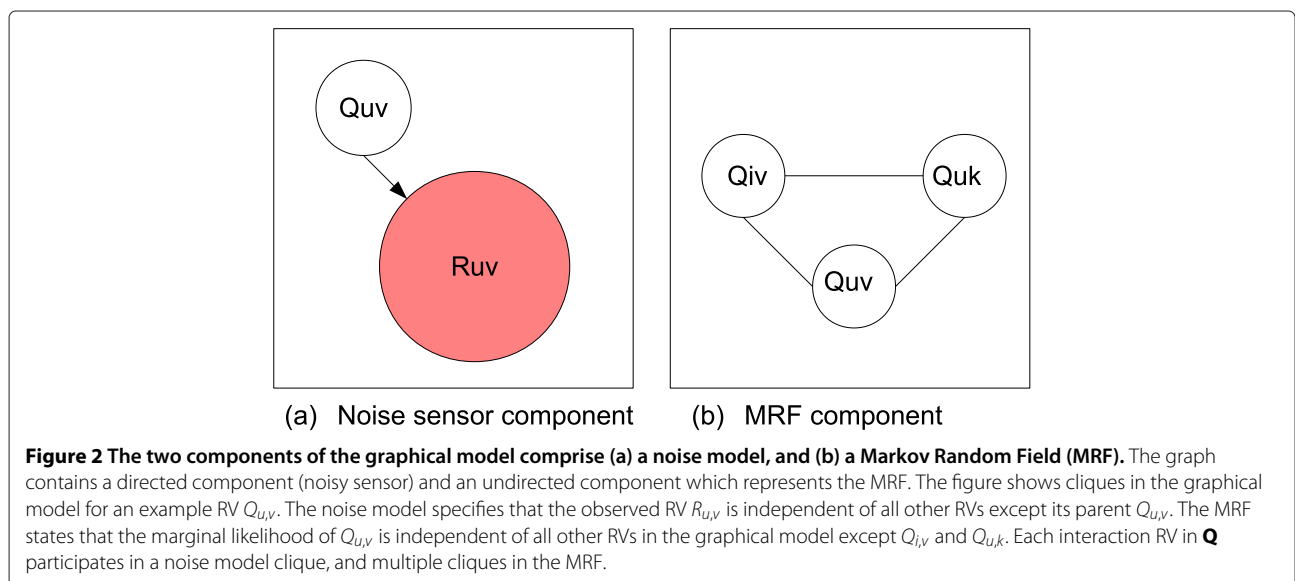 Quv
Ruv
Qiv
Quk
Quv
(a) Noise sensor component
(b) MRF component
Figure 2 The two components of the graphical model comprise (a) a noise model, and (b) a Markov Random Field (MRF). The graph
contains a directed component (noisy sensor) and an undirected component which represents the MRF. The figure shows cliques in the graphical
model for an example RV Qu,v. The noise model specifies that the observed RV Ru,v is independent of all other RVs except its parent Qu,v. The MRF
states that the marginal likelihood of Qu,v is independent of all other RVs in the graphical model except Qi,v and Qu,k. Each interaction RV in Q
participates in a noise model clique, and multiple cliques in the MRF.